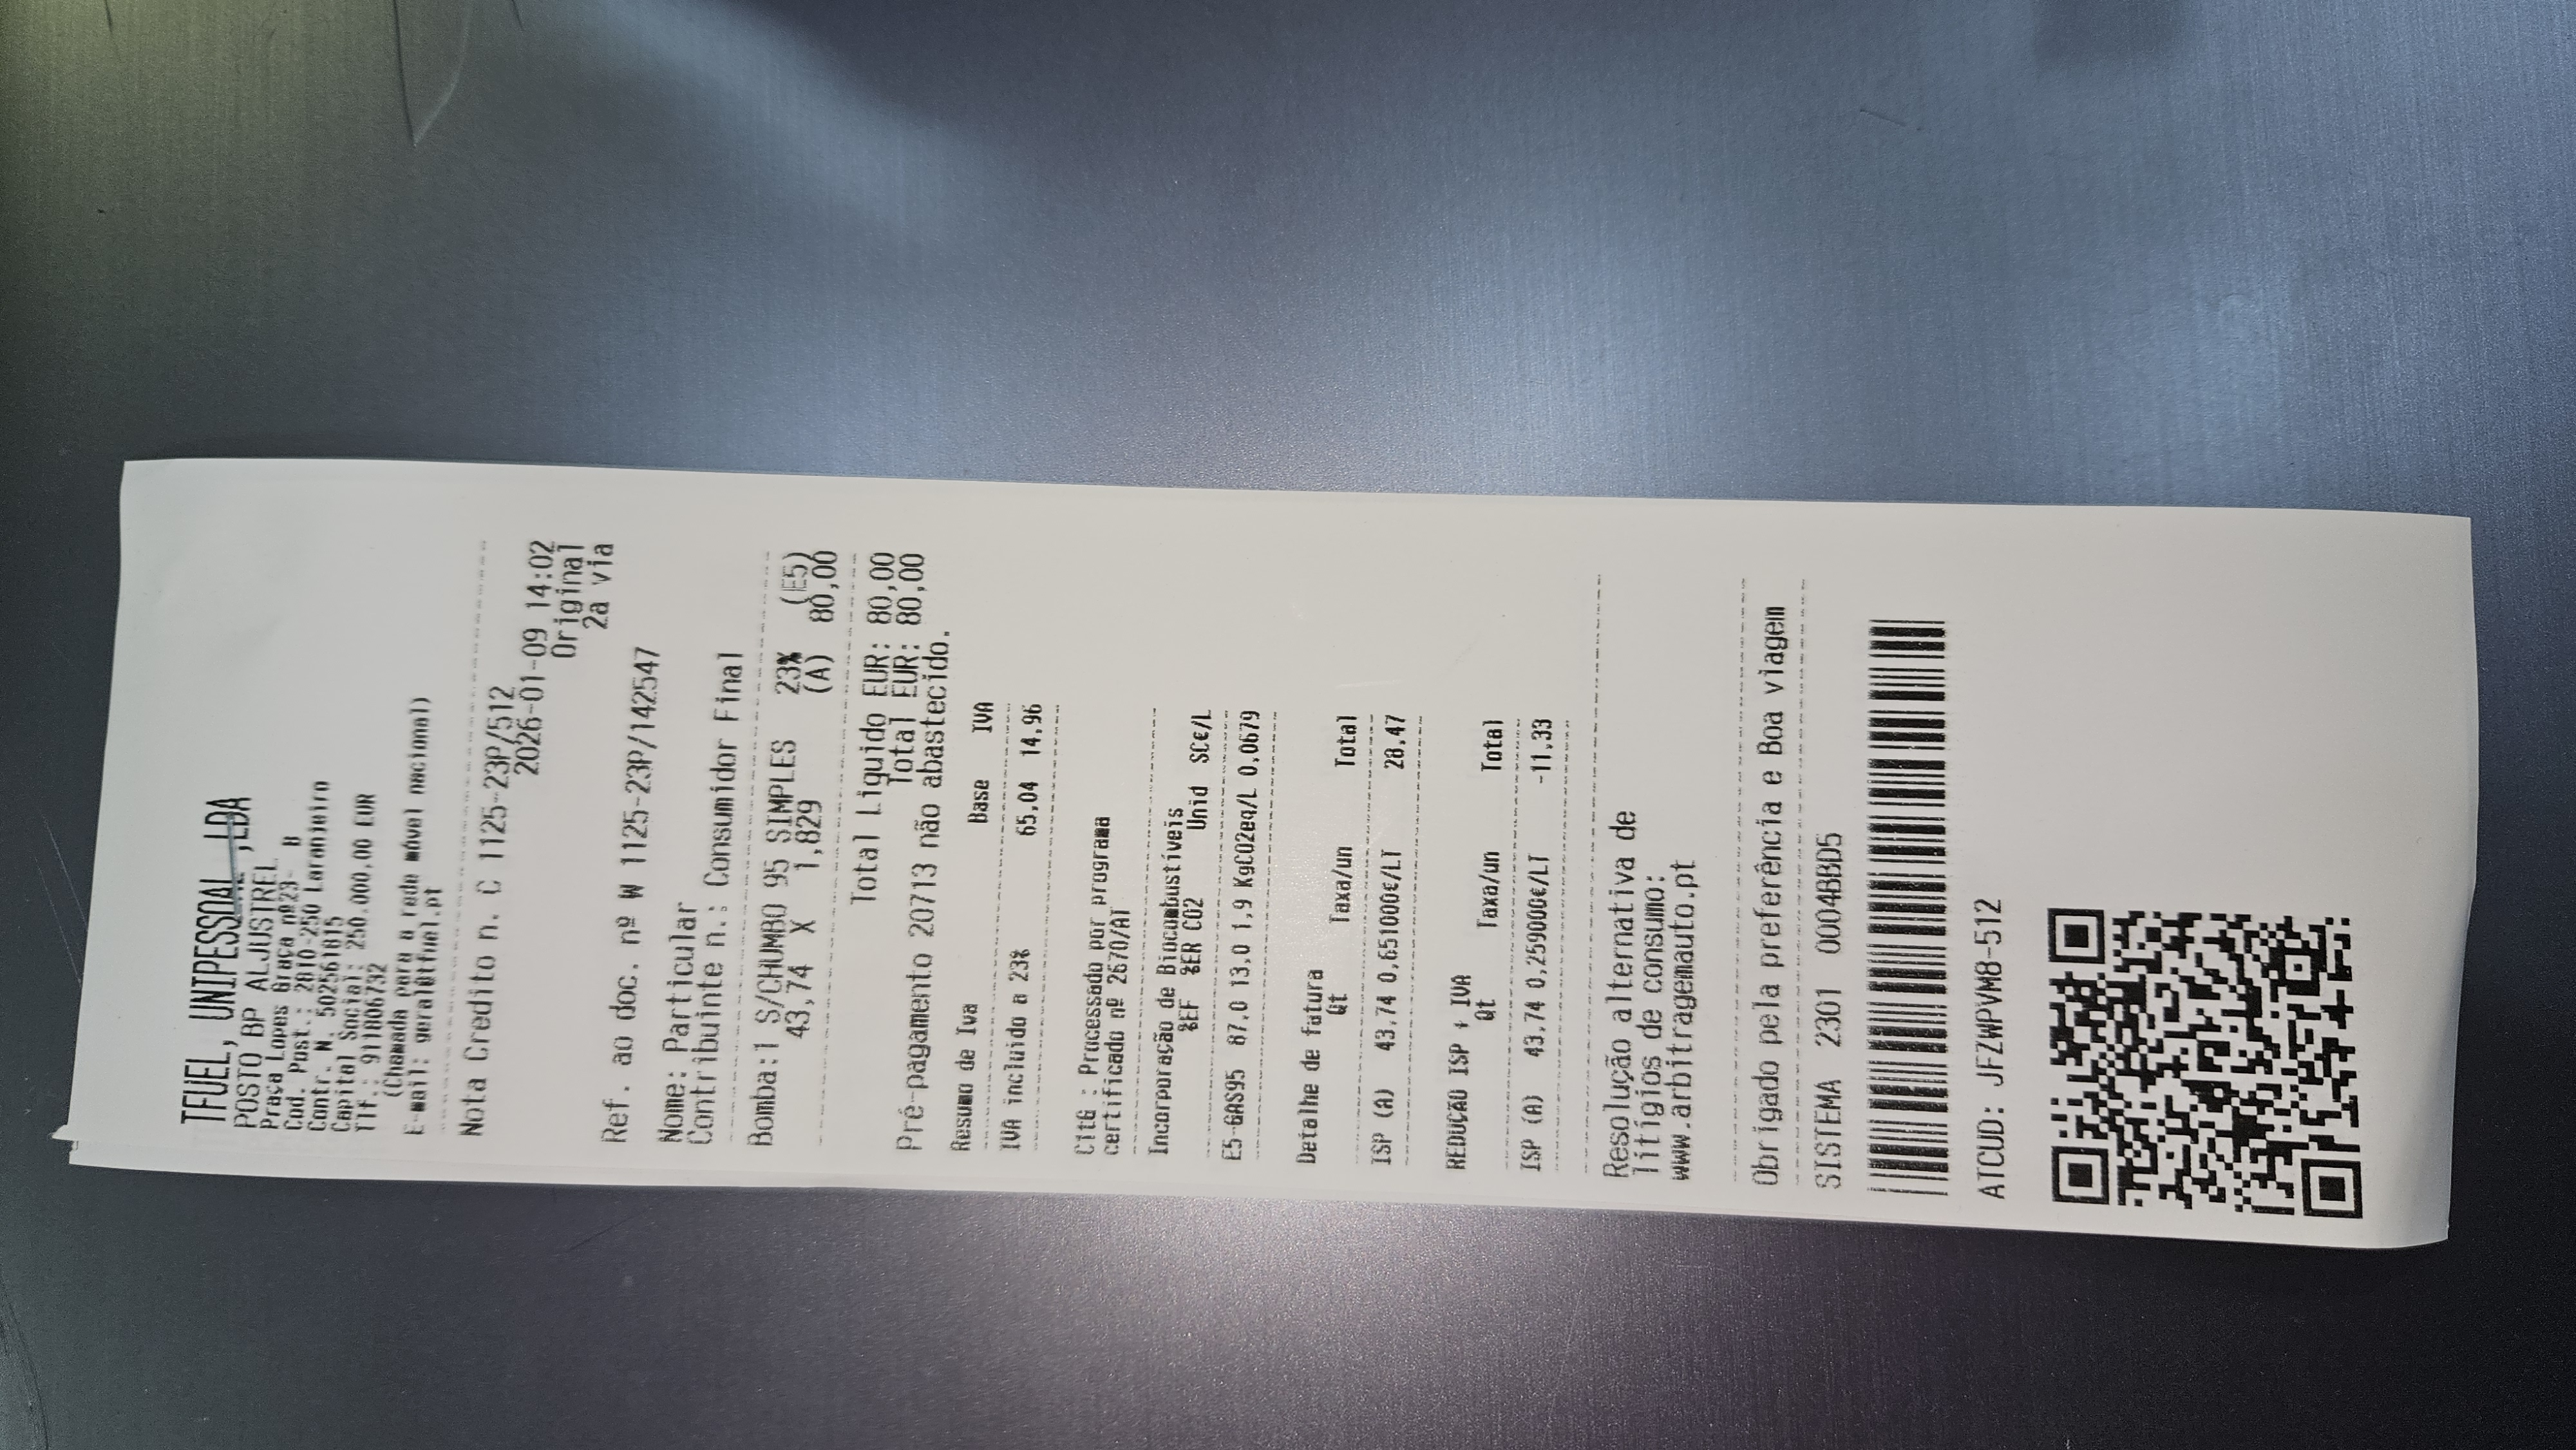 TFUEL, UNIPESSOAL ,LDA
POSTO BP ALJUSTREL
Praça Lopes Graça nº23- B
Cod. Post.: 2810-250 Laranjeiro
Contr. N. 502561815
Capital Social: 250.000,00 EUR
Tlf.: 911806732
(Chamada para a rede móvel nacional)
E-mail: geral@tfuel.pt
Nota Credito n. C 1125-23P/512
2026-01-09 14:02
Original
2a via
Ref. ao doc. nº W 1125-23P/142547
Nome: Particular
Contribuinte n.: Consumidor Final
Bomba:1 S/CHUMBO 95 SIMPLES 23% (E5)
43,74 X 1,829 (A) 80,00
Total Liquido EUR: 80,00
Total EUR: 80,00
Pré-pagamento 20713 não abastecido.
Resumo de Iva Base IVA
IVA incluido a 23% 65,04 14,96
CitG : Processado por programa
certificado nº 2670/AT
Incorporação de Biocombustíveis
%EF %ER CO2 Unid SC€/L
E5-GAS95 87,0 13,0 1,9 KgCO2eq/L 0,0679
Detalhe de fatura
Qt Taxa/un Total
ISP (A) 43,74 0,651000€/LT 28,47
REDUÇÃO ISP + IVA
Qt Taxa/un Total
ISP (A) 43,74 0,259000€/LT -11,33
Resolução alternativa de
litígios de consumo:
www.arbitragemauto.pt
Obrigado pela preferência e Boa viagem
SISTEMA 2301 0004BBD5
ATCUD: JFZWPVM8-512